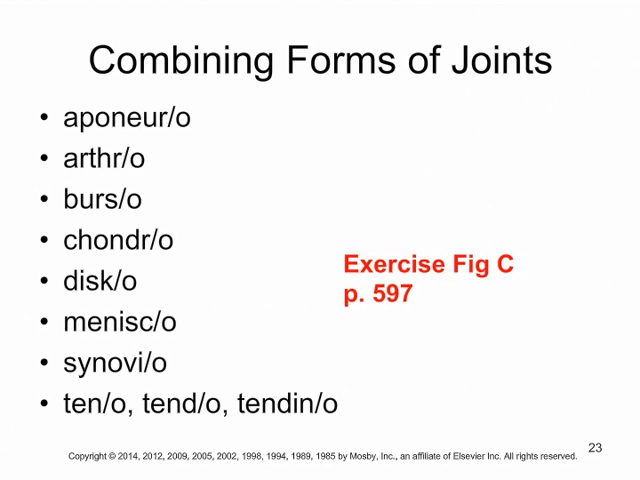 Combining Forms of Joints
• aponeur/o
• arthr/o
• burs/o
• chondr/o
• disk/o
• menisc/o
• synovi/o
• ten/o, tend/o, tendin/o
Exercise Fig C
p. 597
Copyright © 2014, 2012, 2009, 2005, 2002, 1998, 1994, 1989, 1985 by Mosby, Inc., an affiliate of Elsevier Inc. All rights reserved.
23